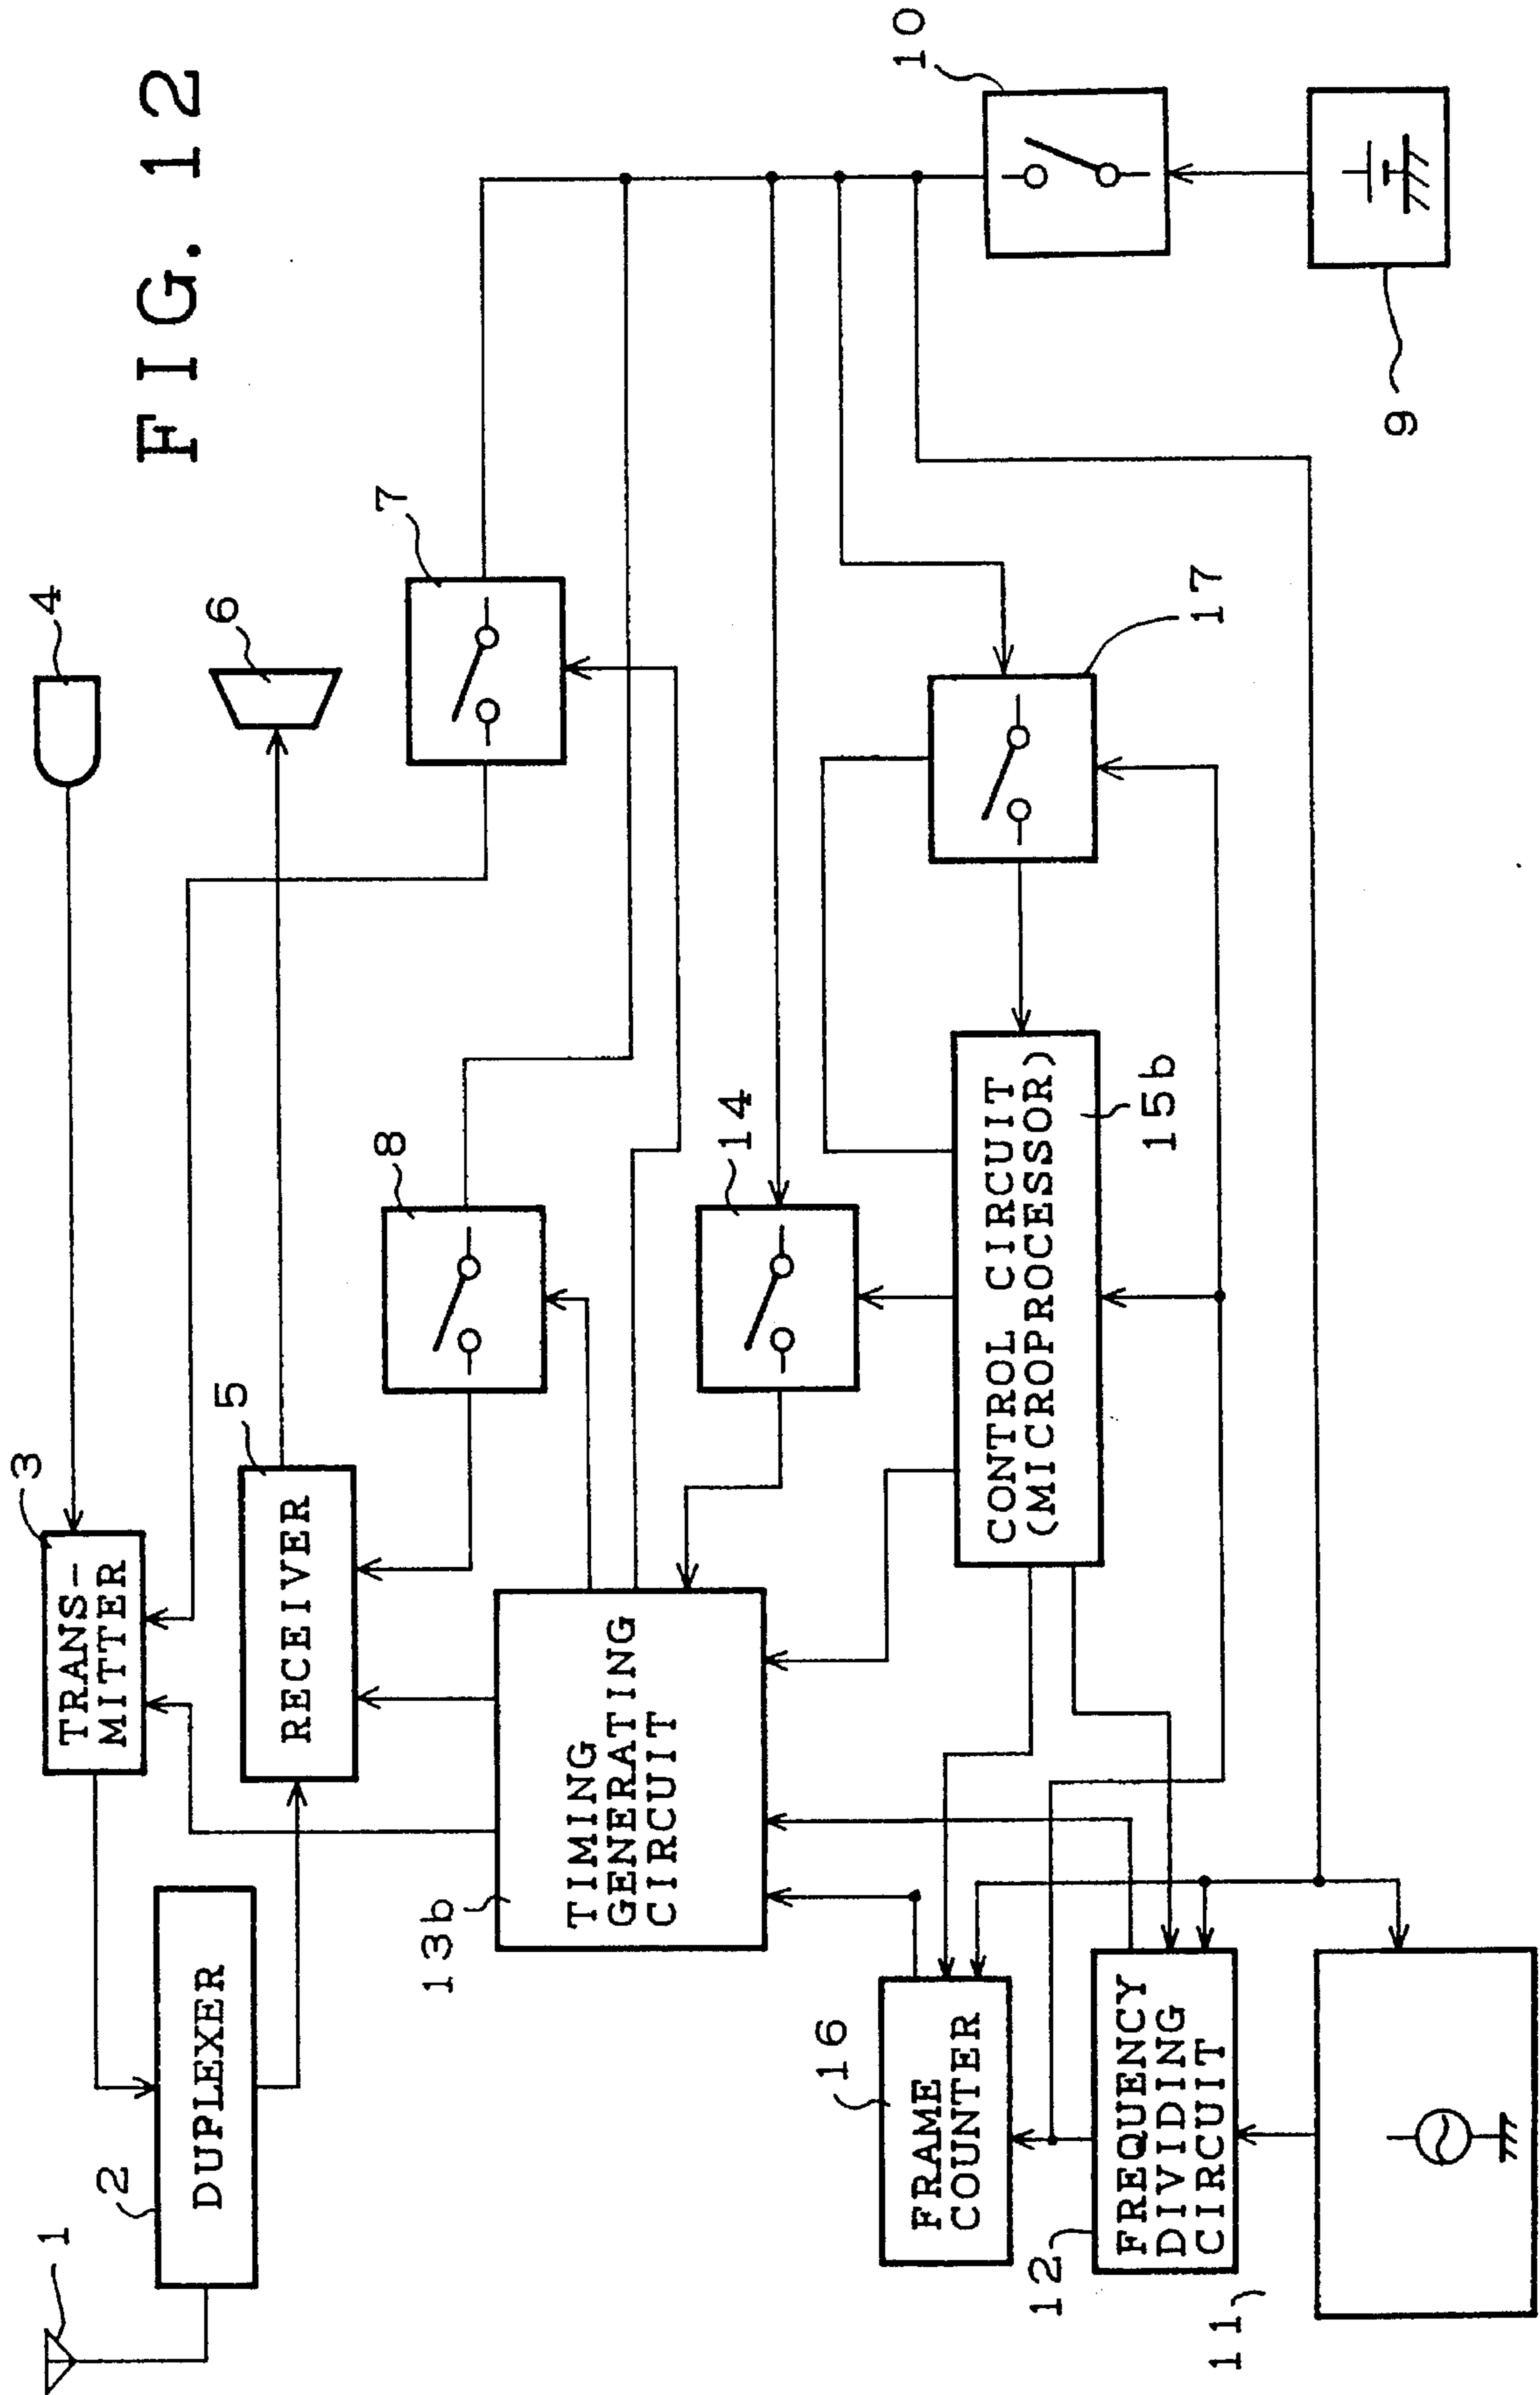 FIG. 12
1
2
DUPLEXER
3
TRANS-
MITTER
4
5
RECEIVER
6
7
8
13b
TIMING
GENERATING
CIRCUIT
14
16
FRAME
COUNTER
CONTROL CIRCUIT
(MICROPROCESSOR)
15b
17
10
12
FREQUENCY
DIVIDING
CIRCUIT
11
9